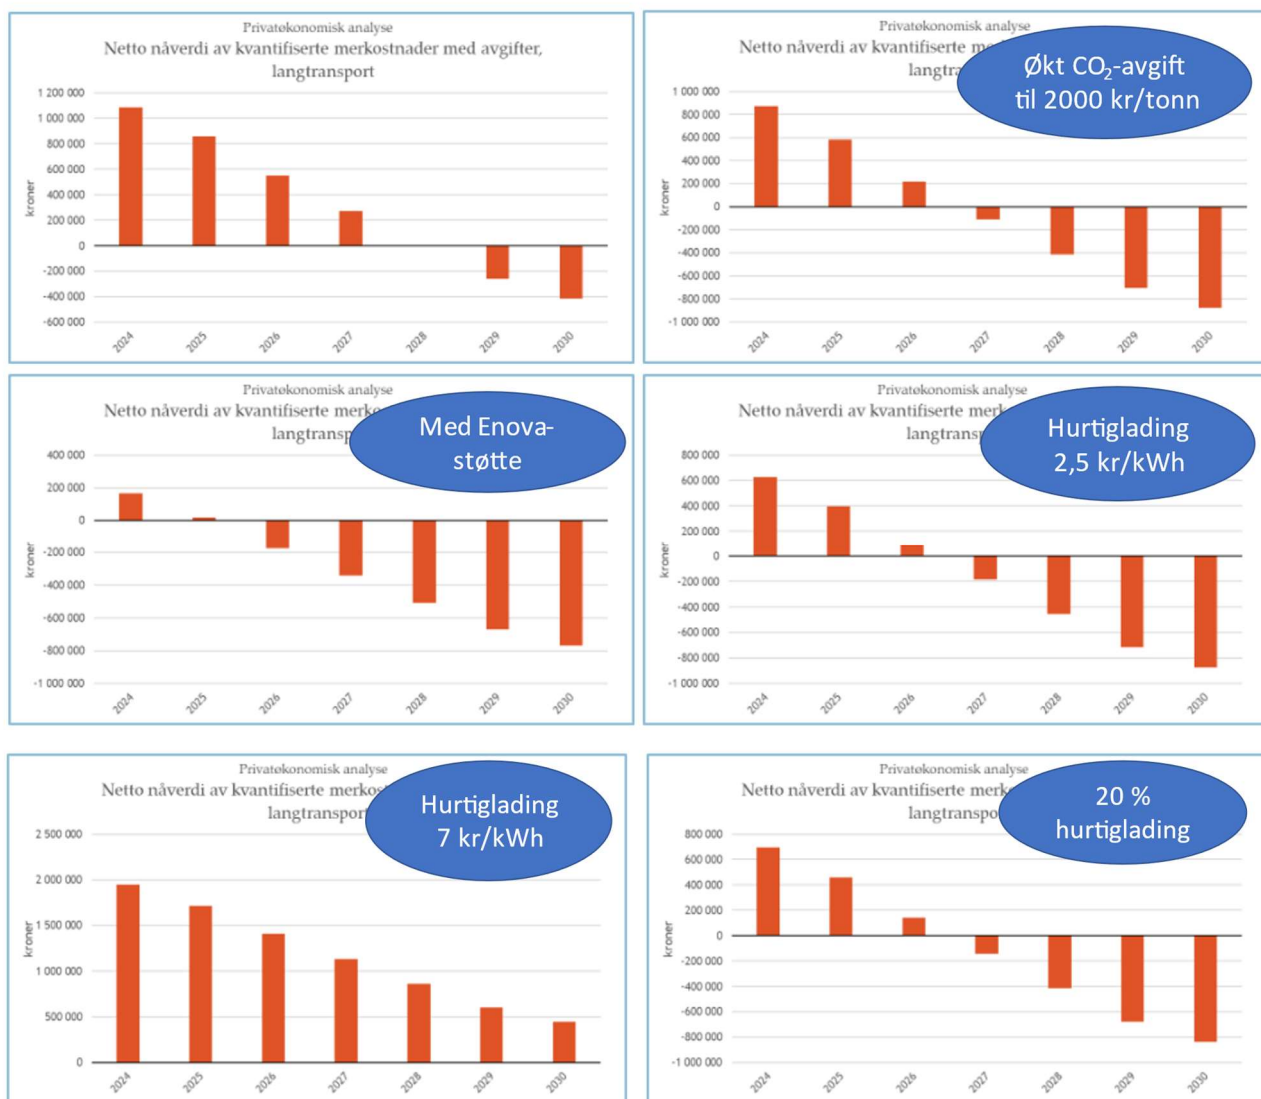 Privatøkonomisk analyse
Netto nåverdi av kvantifiserte merkostnader med avgifter,
langtransport
kroner
1 200 000
1 000 000
800 000
600 000
400 000
200 000
0
-200 000
-400 000
-600 000
2024
2025
2026
2027
2028
2029
2030
Privatøkonomisk analyse
Netto nåverdi av kvantifiserte
Økt CO₂-avgift
til 2000 kr/tonn
kroner
1 000 000
800 000
600 000
400 000
200 000
0
-200 000
-400 000
-600 000
-800 000
-1 000 000
2024
2025
2026
2027
2028
2029
2030
Privatøkonomisk analyse
Netto nåverdi av kvantifiserte
Med Enova-
støtte
kroner
400 000
200 000
0
-200 000
-400 000
-600 000
-800 000
-1 000 000
2024
2025
2026
2027
2028
2029
2030
Privatøkonomisk analyse
Netto nåverdi av kvantifiserte
Hurtiglading
2,5 kr/kWh
kroner
800 000
600 000
400 000
200 000
0
-200 000
-400 000
-600 000
-800 000
-1 000 000
2024
2025
2026
2027
2028
2029
2030
Privatøkonomisk analyse
Netto nåverdi av kvantifiserte
langtransport
Hurtiglading
7 kr/kWh
kroner
2 500 000
2 000 000
1 500 000
1 000 000
500 000
0
2024
2025
2026
2027
2028
2029
2030
Privatøkonomisk analyse
Netto nåverdi av kvantifiserte
20 %
hurtiglading
kroner
800 000
600 000
400 000
200 000
0
-200 000
-400 000
-600 000
-800 000
-1 000 000
2024
2025
2026
2027
2028
2029
2030